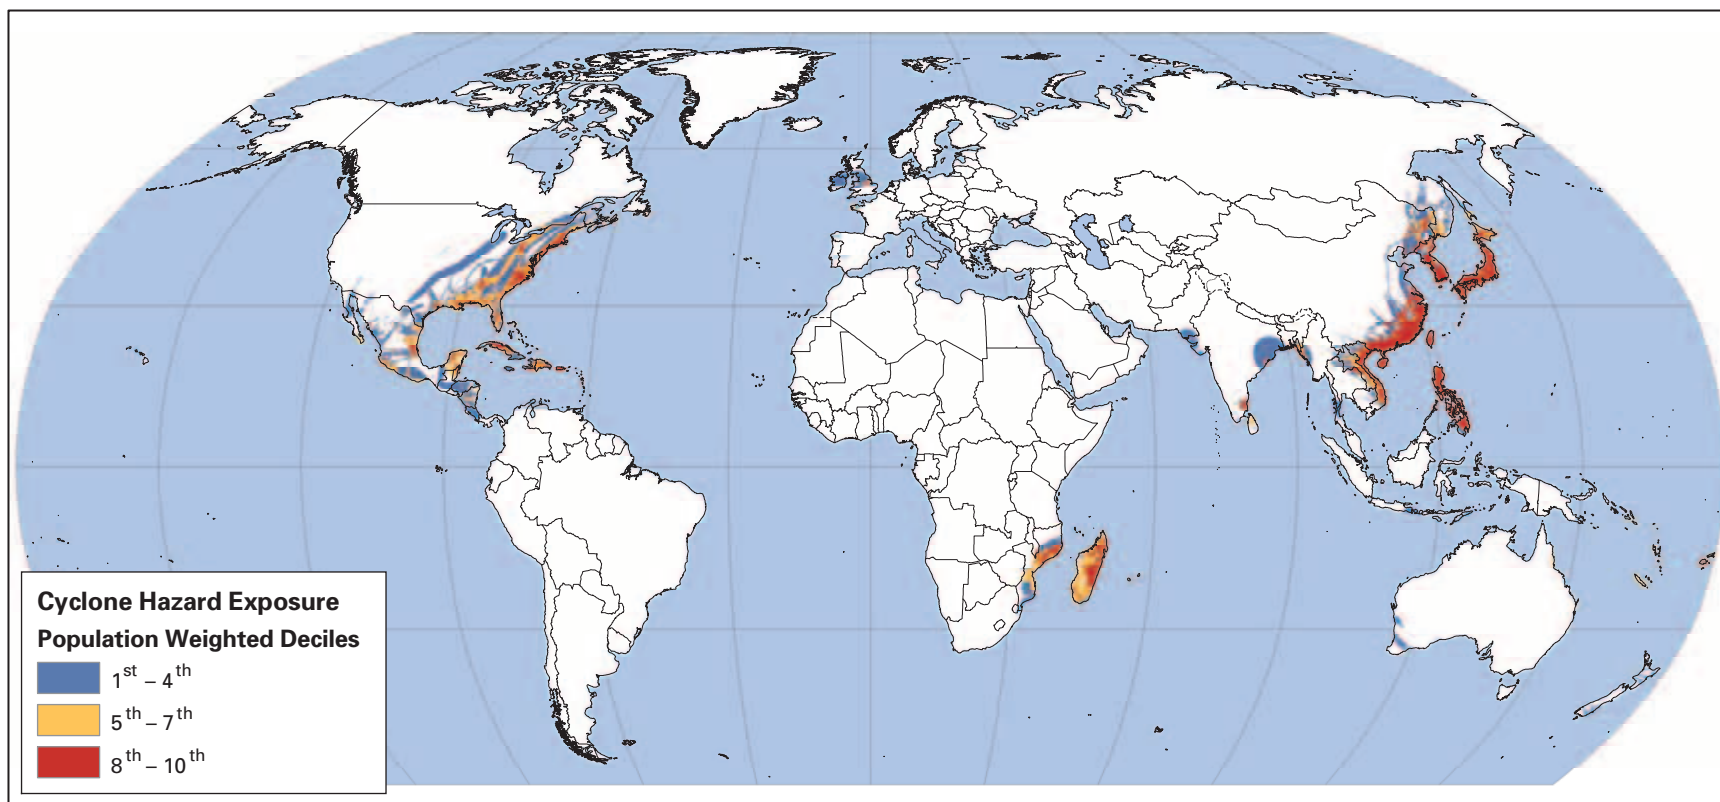 Cyclone Hazard Exposure
Population Weighted Deciles
1st – 4th
5th – 7th
8th – 10th